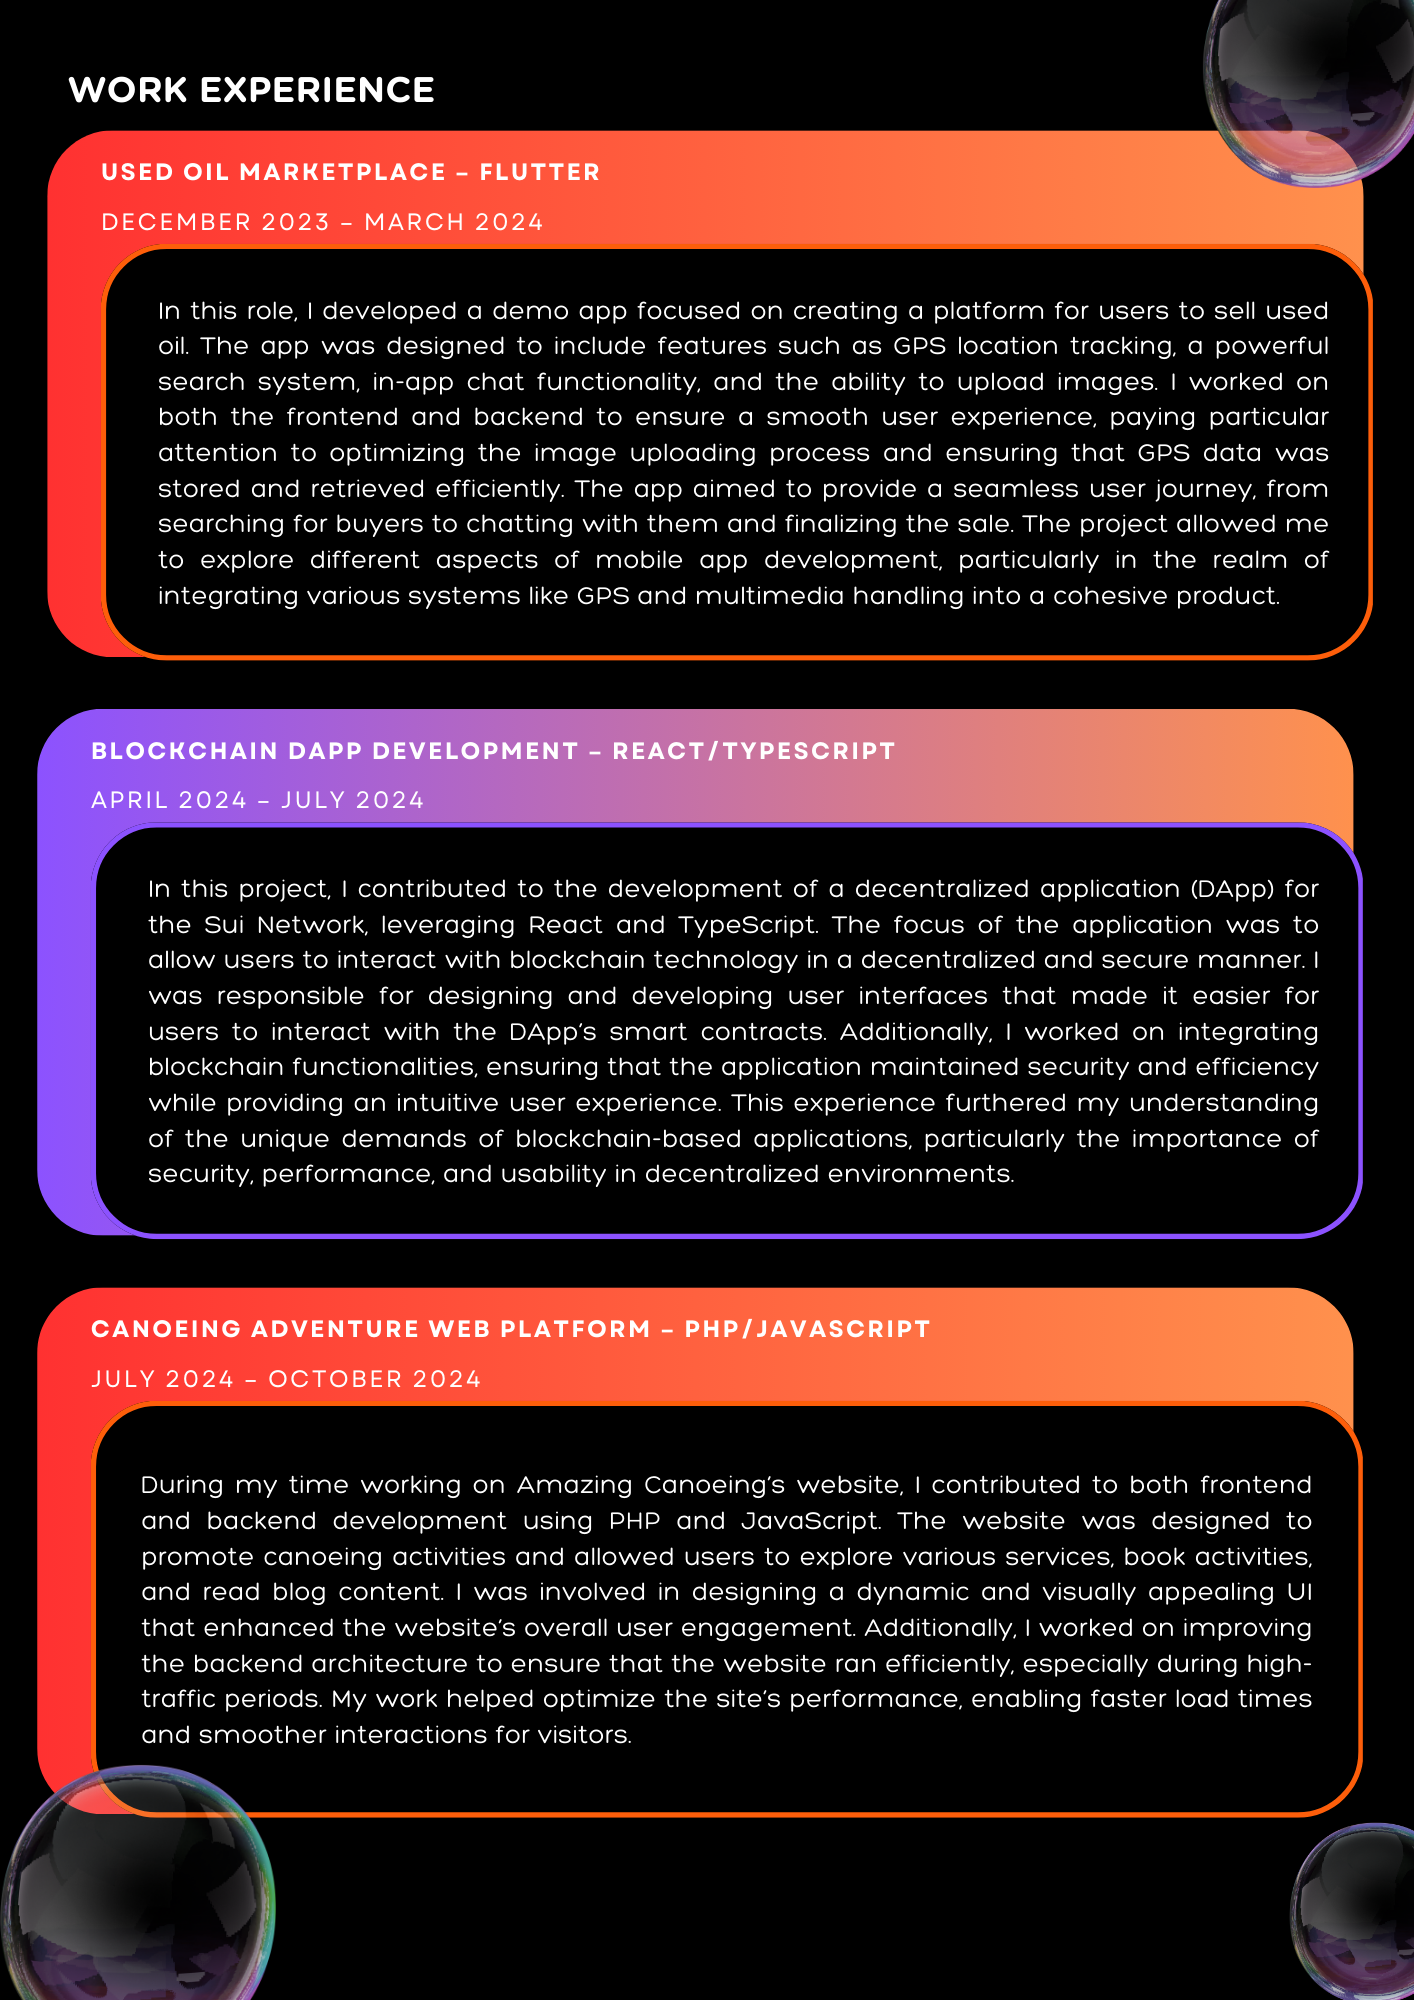 WORK EXPERIENCE
USED OIL MARKETPLACE – FLUTTER
DECEMBER 2023 – MARCH 2024
In this role, I developed a demo app focused on creating a platform for users to sell used
oil. The app was designed to include features such as GPS location tracking, a powerful
search system, in-app chat functionality, and the ability to upload images. I worked on
both the frontend and backend to ensure a smooth user experience, paying particular
attention to optimizing the image uploading process and ensuring that GPS data was
stored and retrieved efficiently. The app aimed to provide a seamless user journey, from
searching for buyers to chatting with them and finalizing the sale. The project allowed me
to explore different aspects of mobile app development, particularly in the realm of
integrating various systems like GPS and multimedia handling into a cohesive product.
BLOCKCHAIN DAPP DEVELOPMENT – REACT/TYPESCRIPT
APRIL 2024 – JULY 2024
In this project, I contributed to the development of a decentralized application (DApp) for
the Sui Network, leveraging React and TypeScript. The focus of the application was to
allow users to interact with blockchain technology in a decentralized and secure manner. I
was responsible for designing and developing user interfaces that made it easier for
users to interact with the DApp's smart contracts. Additionally, I worked on integrating
blockchain functionalities, ensuring that the application maintained security and efficiency
while providing an intuitive user experience. This experience furthered my understanding
of the unique demands of blockchain-based applications, particularly the importance of
security, performance, and usability in decentralized environments.
CANOEING ADVENTURE WEB PLATFORM – PHP/JAVASCRIPT
JULY 2024 – OCTOBER 2024
During my time working on Amazing Canoeing's website, I contributed to both frontend
and backend development using PHP and JavaScript. The website was designed to
promote canoeing activities and allowed users to explore various services, book activities,
and read blog content. I was involved in designing a dynamic and visually appealing UI
that enhanced the website's overall user engagement. Additionally, I worked on improving
the backend architecture to ensure that the website ran efficiently, especially during high-
traffic periods. My work helped optimize the site's performance, enabling faster load times
and smoother interactions for visitors.